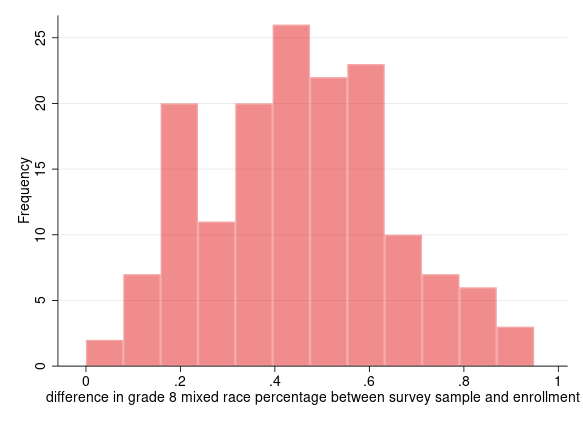 25
20
15
10
5
0
Frequency
0 .2 .4 .6 .8 1
difference in grade 8 mixed race percentage between survey sample and enrollment